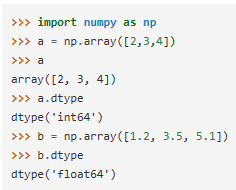 >>> import numpy as np
>>> a = np.array([2,3,4])
>>> a
array([2, 3, 4])
>>> a.dtype
dtype('int64')
>>> b = np.array([1.2, 3.5, 5.1])
>>> b.dtype
dtype('float64')